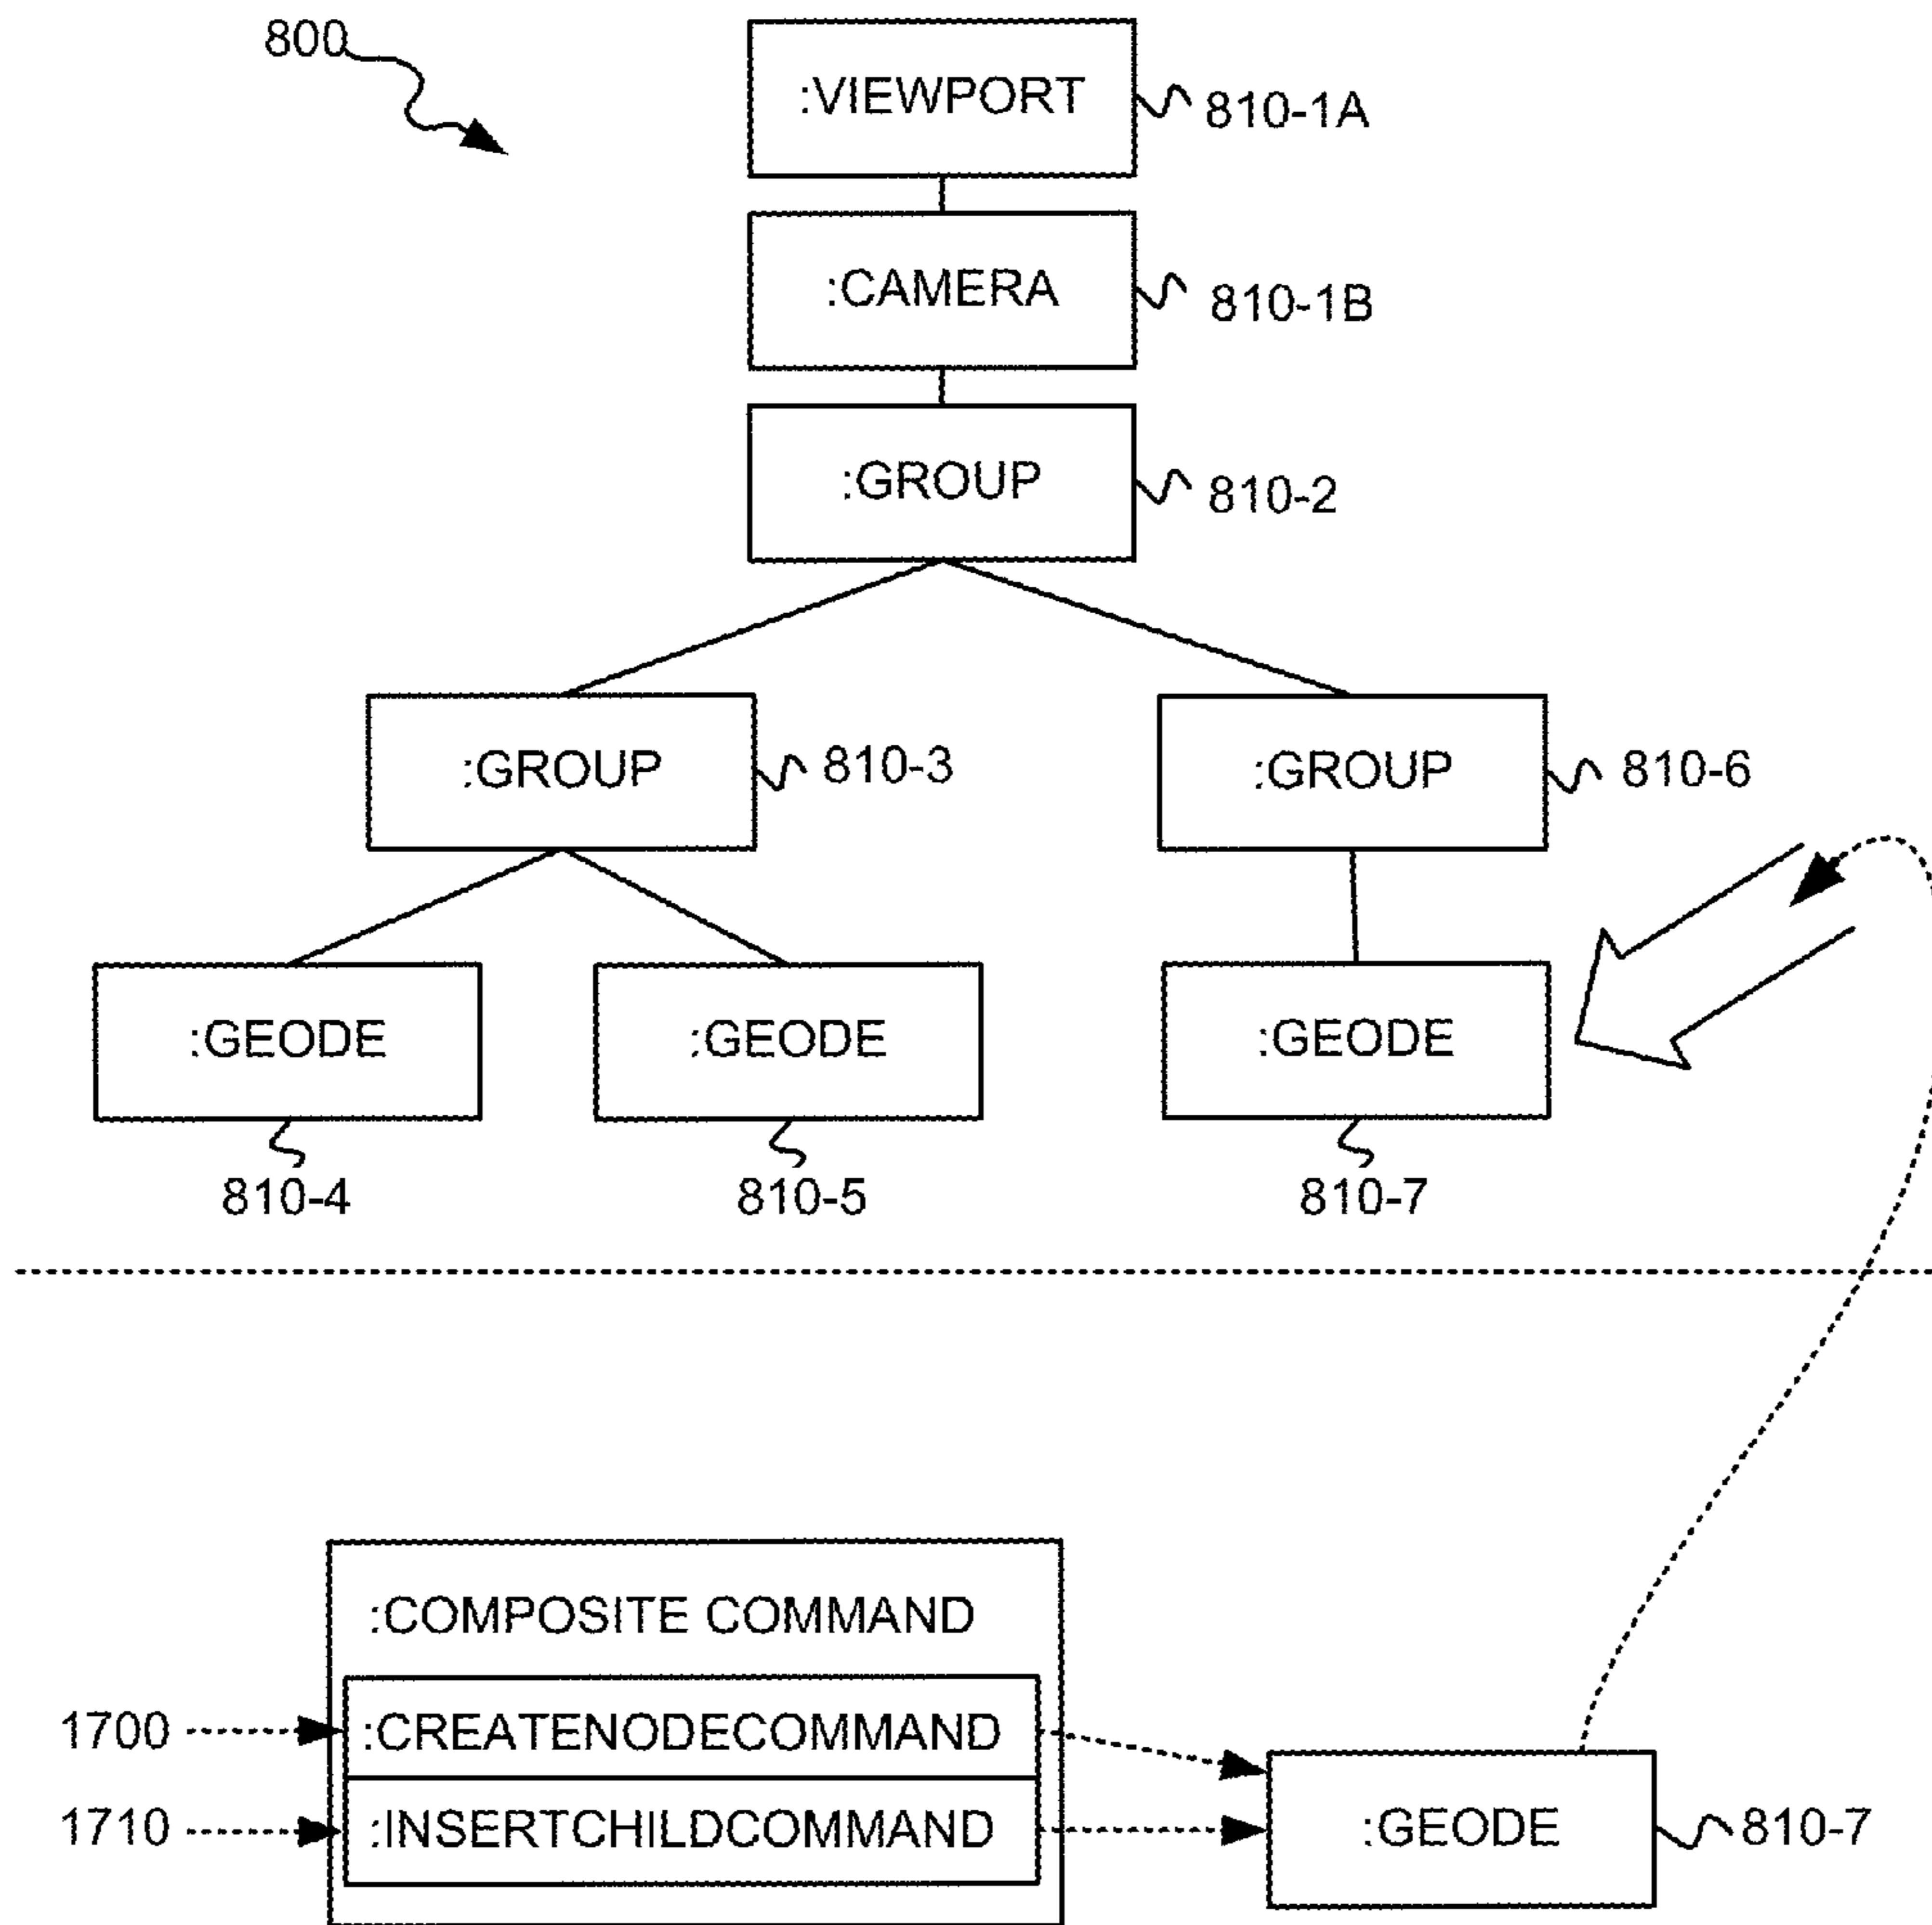 800
:VIEWPORT
810-1A
:CAMERA
810-1B
:GROUP
810-2
:GROUP
810-3
:GROUP
810-6
:GEODE
:GEODE
:GEODE
810-4
810-5
810-7
:COMPOSITE COMMAND
1700
:CREATENODECOMMAND
1710
:INSERTCHILDCOMMAND
:GEODE
810-7